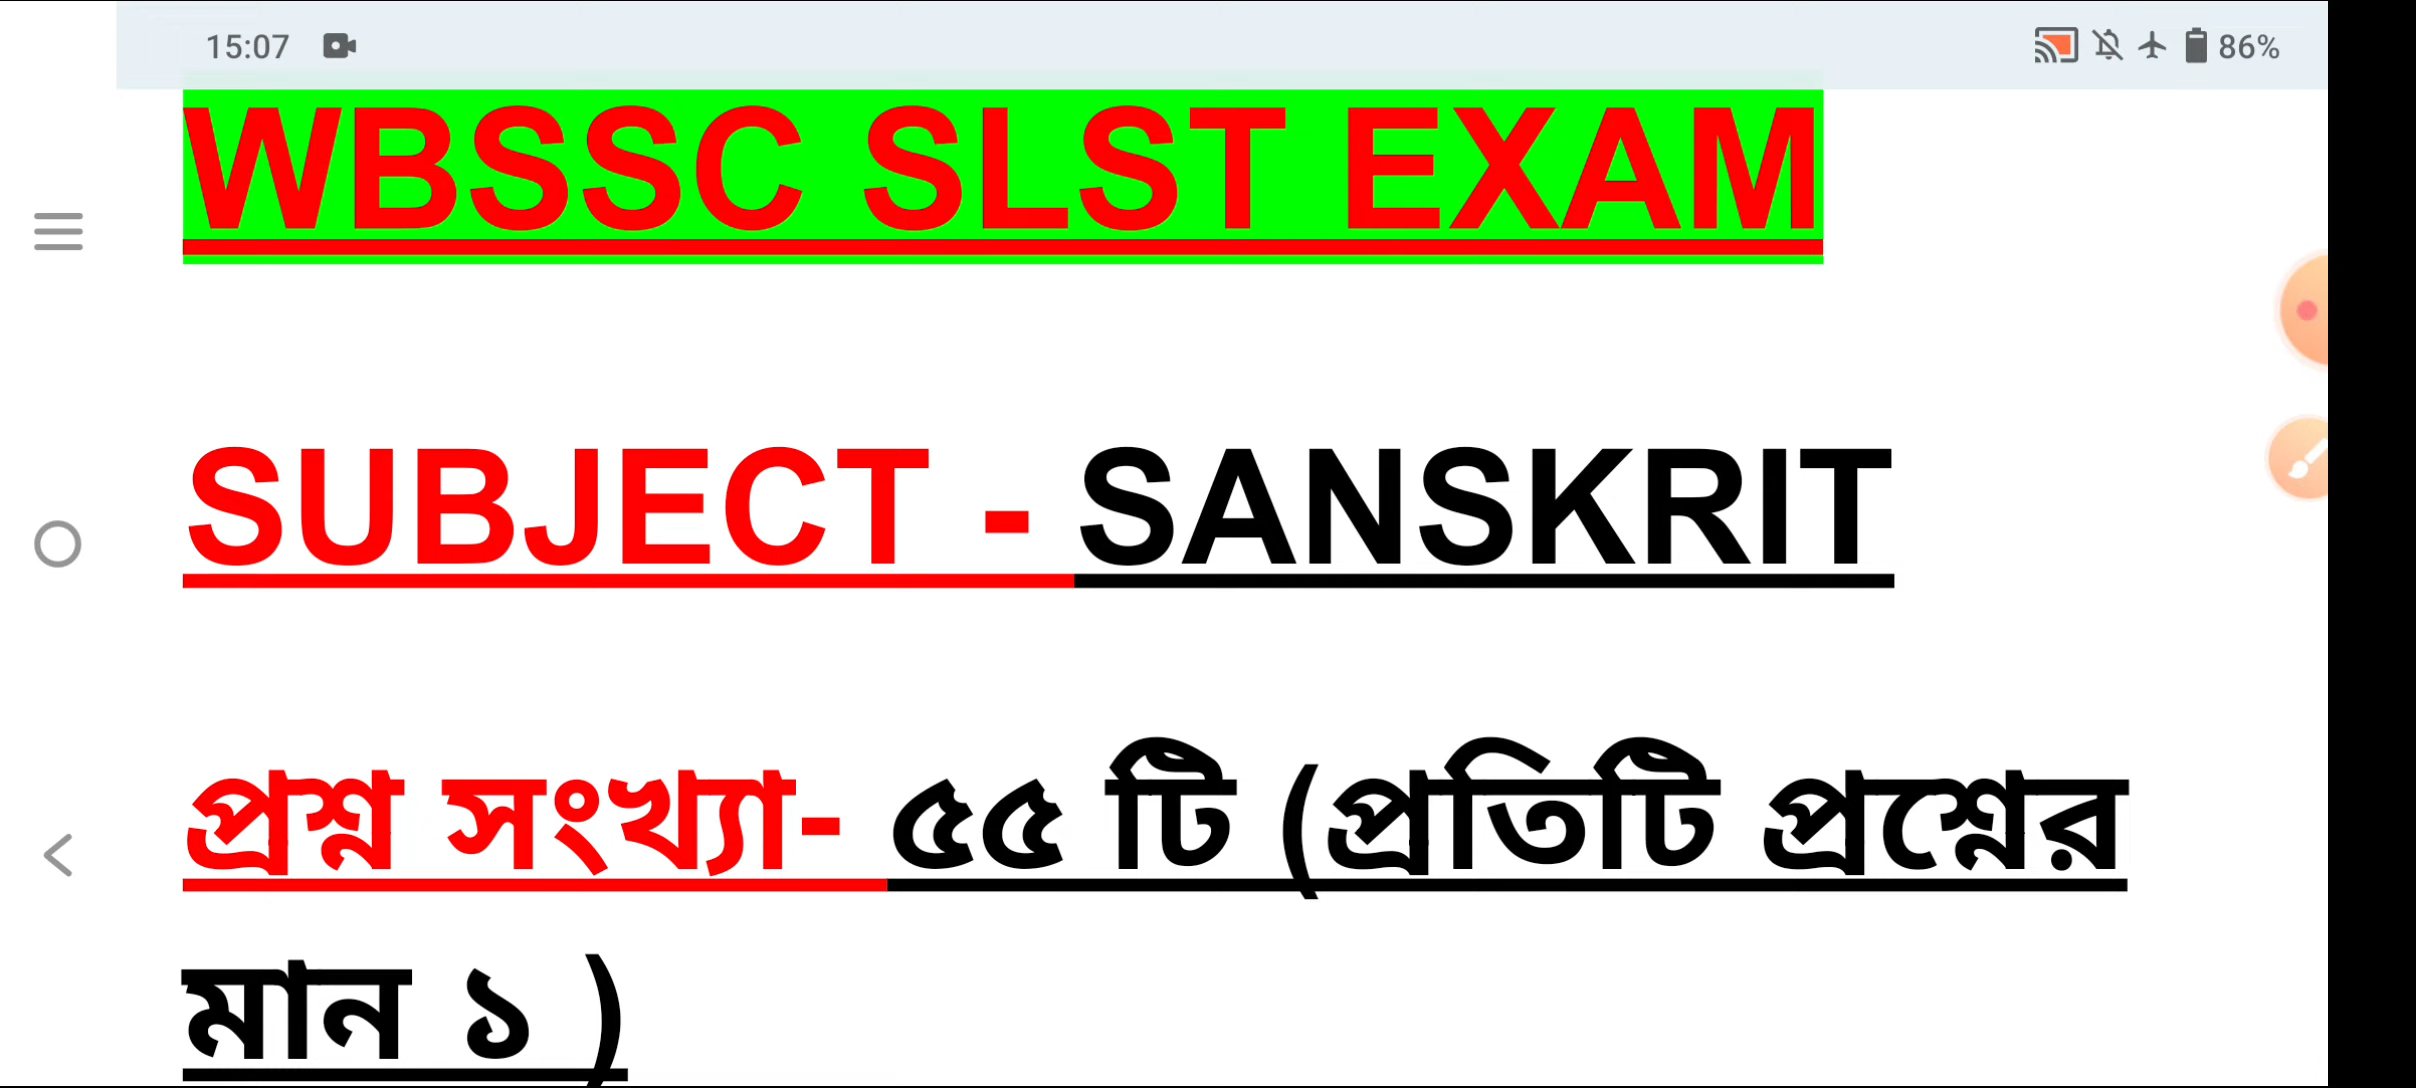 15:07 86%
WBSSC SLST EXAM
SUBJECT - SANSKRIT
প্রশ্ন সংখ্যা- ৫৫ টি (প্রতিটি প্রশ্নের
মান ১ )